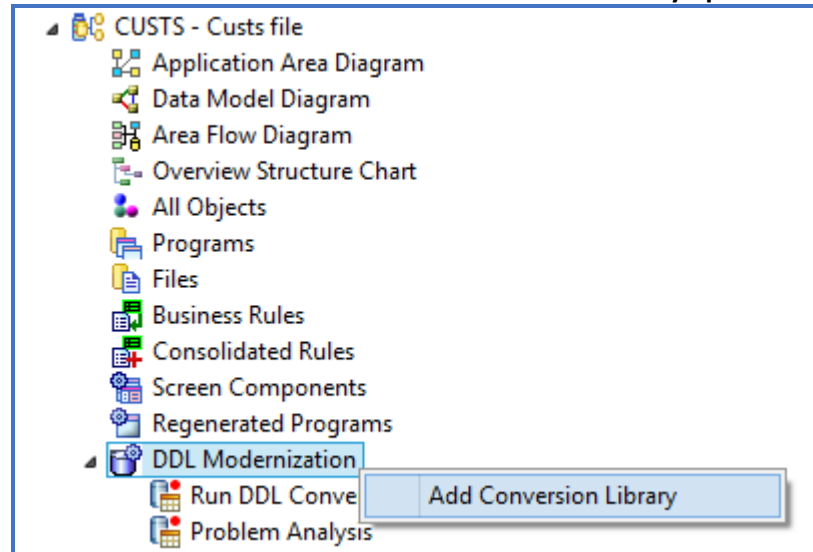 CUSTS - Custs file
Application Area Diagram
Data Model Diagram
Area Flow Diagram
Overview Structure Chart
All Objects
Programs
Files
Business Rules
Consolidated Rules
Screen Components
Regenerated Programs
DDL Modernization
Run DDL Conve Add Conversion Library
Problem Analysis